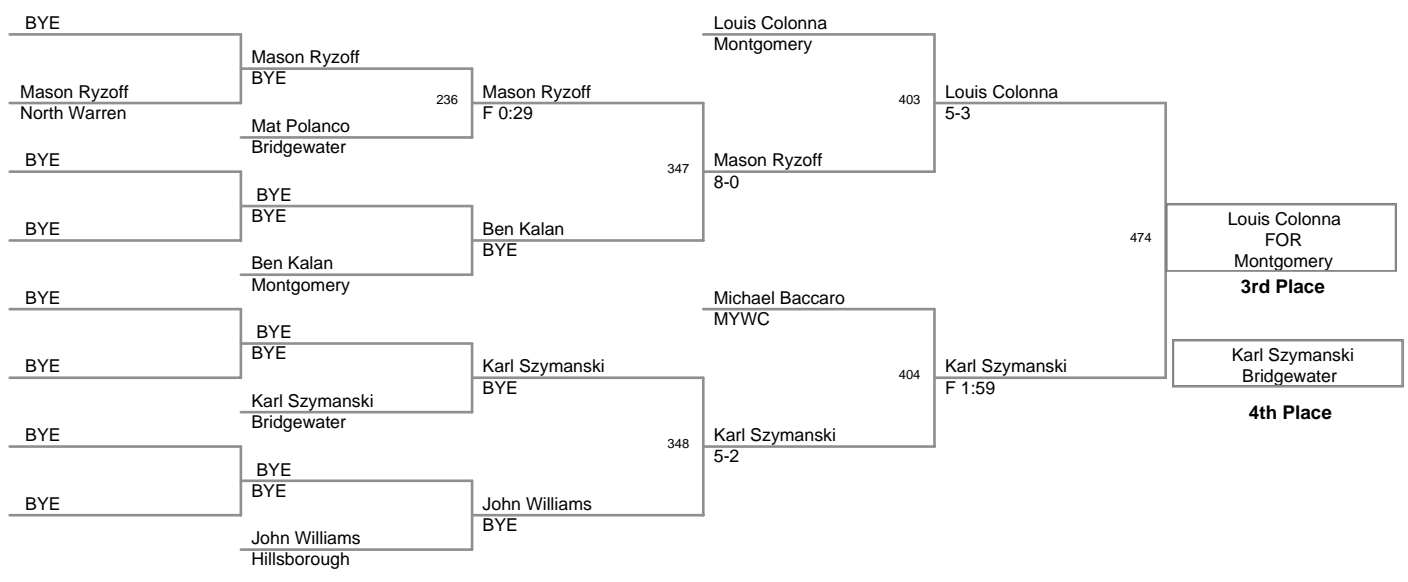 BYE
Mason Ryzoff
North Warren
BYE
BYE
BYE
BYE
BYE
BYE
Mason Ryzoff
BYE
236
Mat Polanco
Bridgewater
BYE
BYE
Ben Kalan
Montgomery
BYE
BYE
Karl Szymanski
Bridgewater
BYE
BYE
John Williams
Hillsborough
Mason Ryzoff
F 0:29
347
Ben Kalan
BYE
Karl Szymanski
BYE
348
John Williams
BYE
Louis Colonna
Montgomery
403
Mason Ryzoff
8-0
Michael Baccaro
MYWC
404
Karl Szymanski
5-2
Louis Colonna
5-3
474
Karl Szymanski
F 1:59
Louis Colonna
FOR
Montgomery
3rd Place
Karl Szymanski
Bridgewater
4th Place